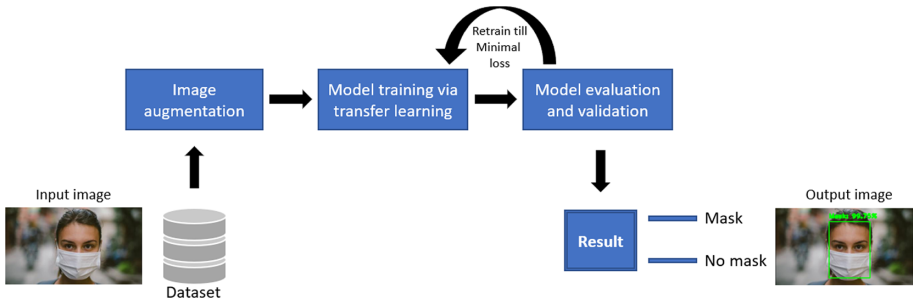 Retrain till
Minimal
loss
Image
augmentation
Model training via
transfer learning
Model evaluation
and validation
Input image
Dataset
Result
Mask
No mask
Output image